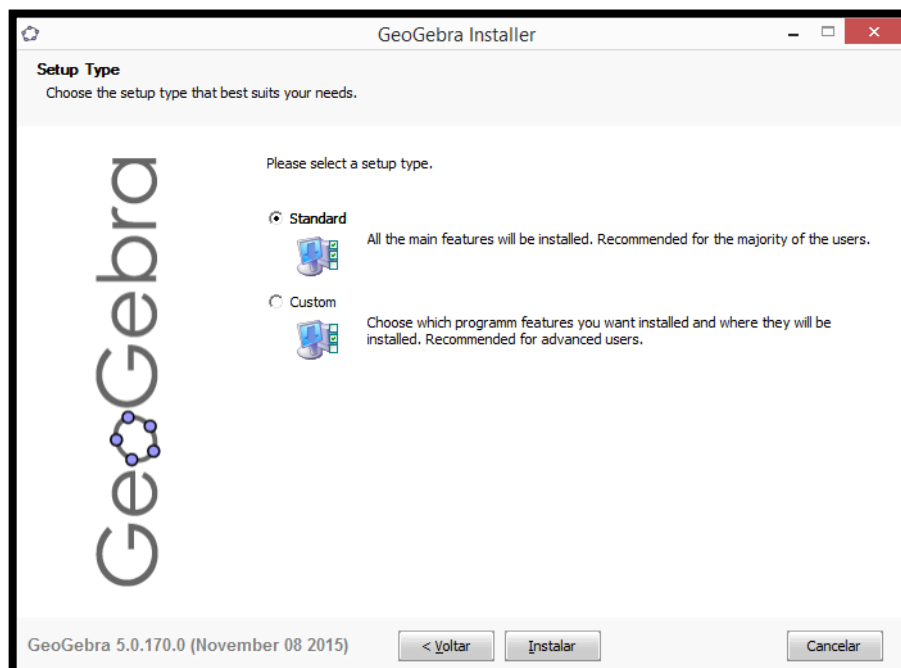 GeoGebra Installer
Setup Type
Choose the setup type that best suits your needs.
GeoGebra
Please select a setup type.
Standard
All the main features will be installed. Recommended for the majority of the users.
Custom
Choose which programm features you want installed and where they will be
installed. Recommended for advanced users.
GeoGebra 5.0.170.0 (November 08 2015)
< Voltar
Instalar
Cancelar